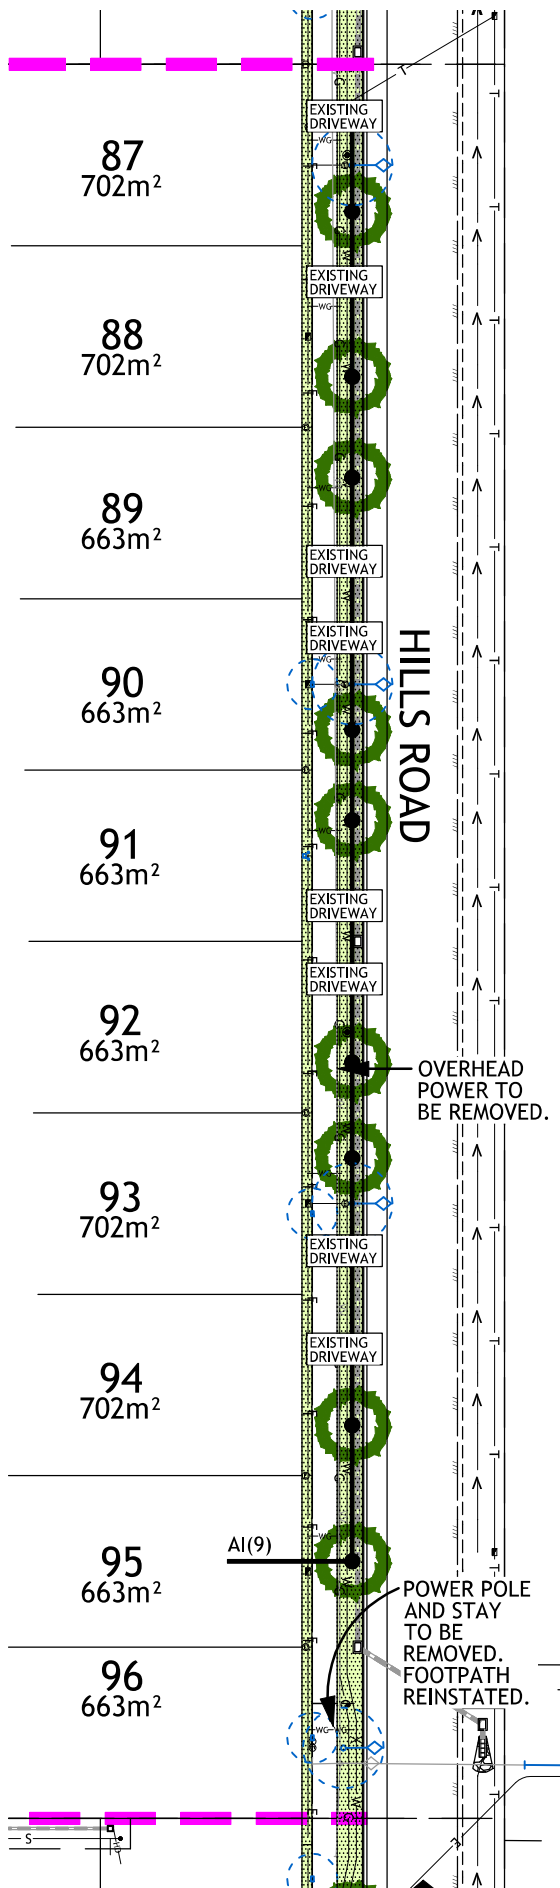 EXISTING
DRIVEWAY
87
702m²
EXISTING
DRIVEWAY
88
702m²
89
663m²
EXISTING
DRIVEWAY
EXISTING
DRIVEWAY
HILLS ROAD
90
663m²
91
663m²
EXISTING
DRIVEWAY
EXISTING
DRIVEWAY
92
663m²
OVERHEAD
POWER TO
BE REMOVED.
93
702m²
EXISTING
DRIVEWAY
EXISTING
DRIVEWAY
94
702m²
AI(9)
95
663m²
POWER POLE
AND STAY
TO BE
REMOVED.
FOOTPATH
REINSTATED.
96
663m²
S